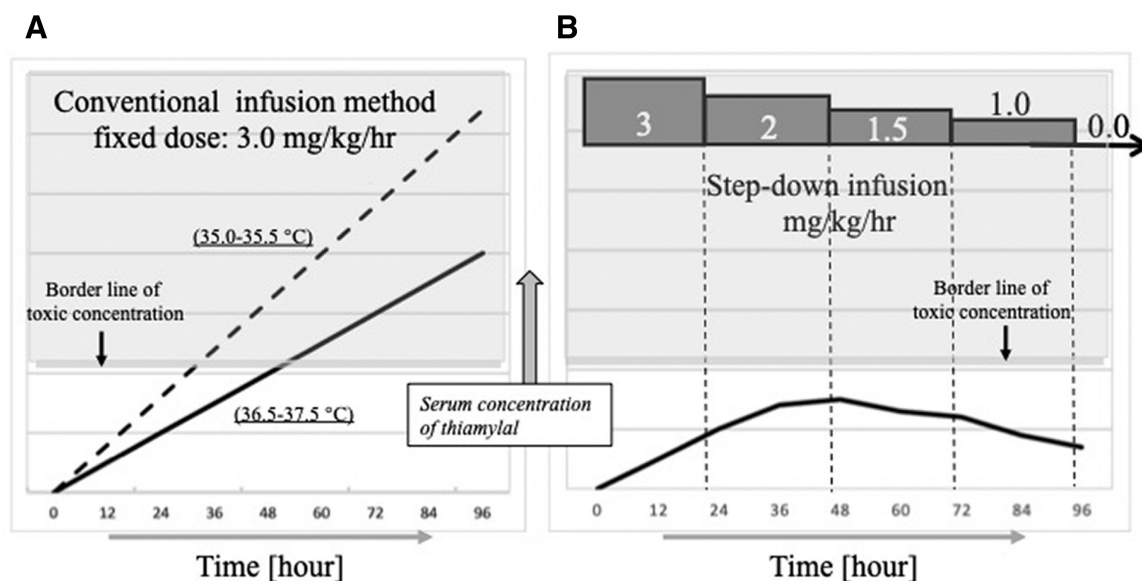 A
Conventional infusion method
fixed dose: 3.0 mg/kg/hr
(35.0-35.5 °C)
Border line of
toxic concentration
(36.5-37.5 °C)
0 12 24 36 48 60 72 84 96
Time [hour]
Serum concentration
of thiamylal
B
3 2 1.5 1.0 0.0
Step-down infusion
mg/kg/hr
Border line of
toxic concentration
0 12 24 36 48 60 72 84 96
Time [hour]